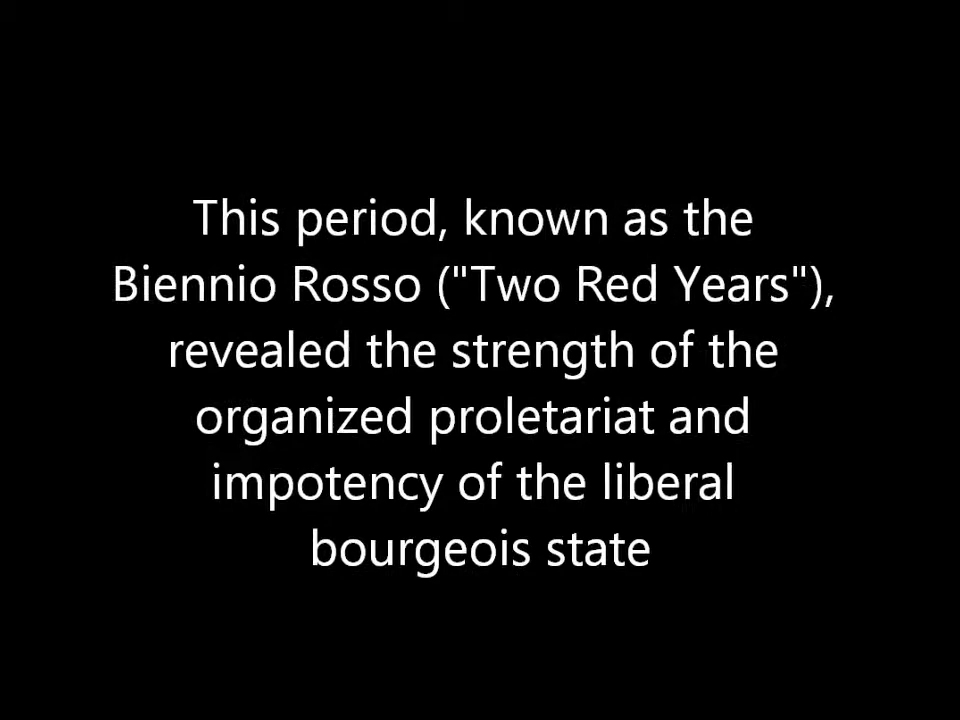 This period, known as the
Biennio Rosso ("Two Red Years"),
revealed the strength of the
organized proletariat and
impotency of the liberal
bourgeois state